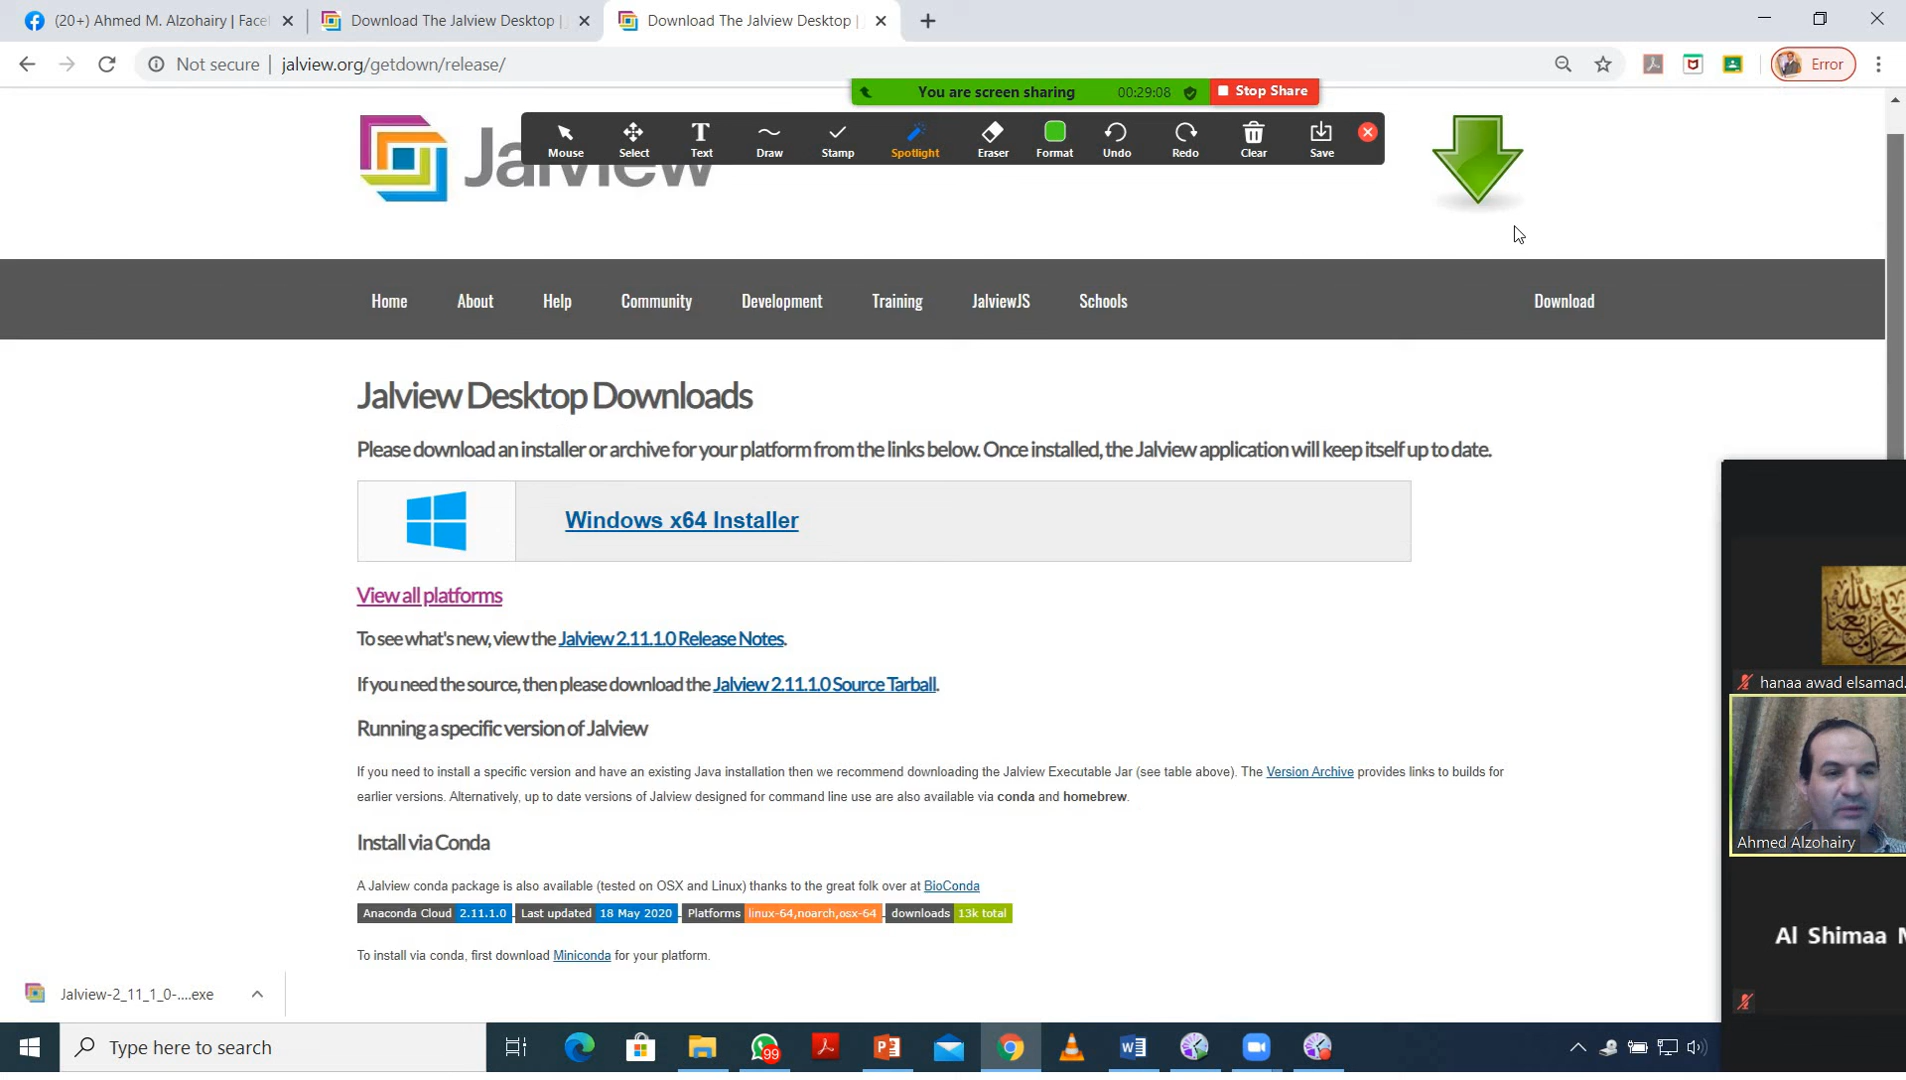 (20+) Ahmed M. Alzohairy | Face
Download The Jalview Desktop |
Download The Jalview Desktop |
Not secure | jalview.org/getdown/release/
Error
You are screen sharing 00:29:08 Stop Share
Mouse Select Text Draw Stamp Spotlight Eraser Format Undo Redo Clear Save
Jalview
Home About Help Community Development Training JalviewJS Schools Download
Jalview Desktop Downloads
Please download an installer or archive for your platform from the links below. Once installed, the Jalview application will keep itself up to date.
Windows x64 Installer
View all platforms
To see what's new, view the Jalview 2.11.1.0 Release Notes.
If you need the source, then please download the Jalview 2.11.1.0 Source Tarball.
Running a specific version of Jalview
If you need to install a specific version and have an existing Java installation then we recommend downloading the Jalview Executable Jar (see table above). The Version Archive provides links to builds for
earlier versions. Alternatively, up to date versions of Jalview designed for command line use are also available via conda and homebrew.
Install via Conda
A Jalview conda package is also available (tested on OSX and Linux) thanks to the great folk over at BioConda
Anaconda Cloud 2.11.1.0 Last updated 18 May 2020 Platforms linux-64,noarch,osx-64 downloads 13k total
To install via conda, first download Miniconda for your platform.
hanaa awad elsamad.
Ahmed Alzohairy
Al Shimaa M
Jalview-2_11_1_0-....exe
Type here to search
99